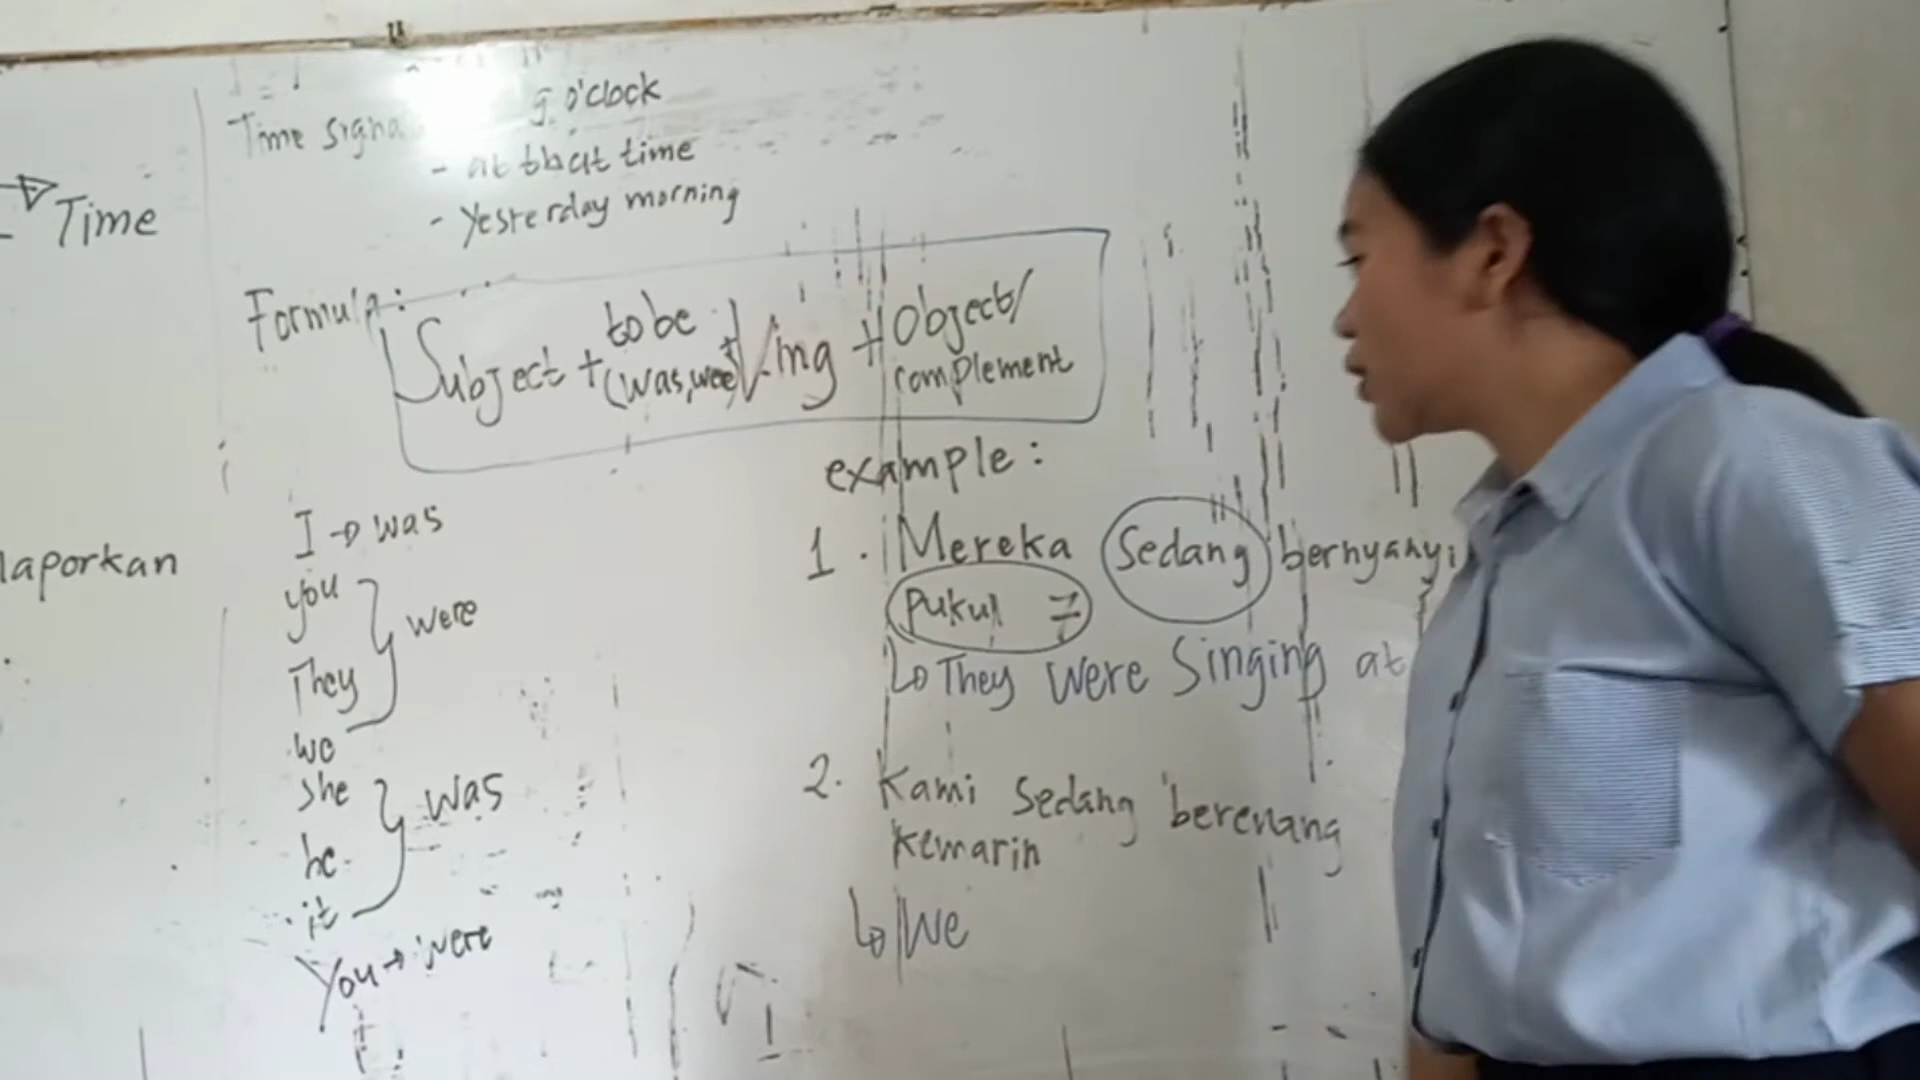 Time
laporkan
Time signa
9 o'clock
- at that time
- Yesterday morning
Formula:
Subject + to be (was, wee) + V-ing + Object/ complement
I → was
you
They
we
were
she
he
it
was
You → were
example :
1. Mereka Sedang bernyanyi
pukul 7
↳ They were Singing at
2. Kami Sedang berenang
kemarin
↳ We